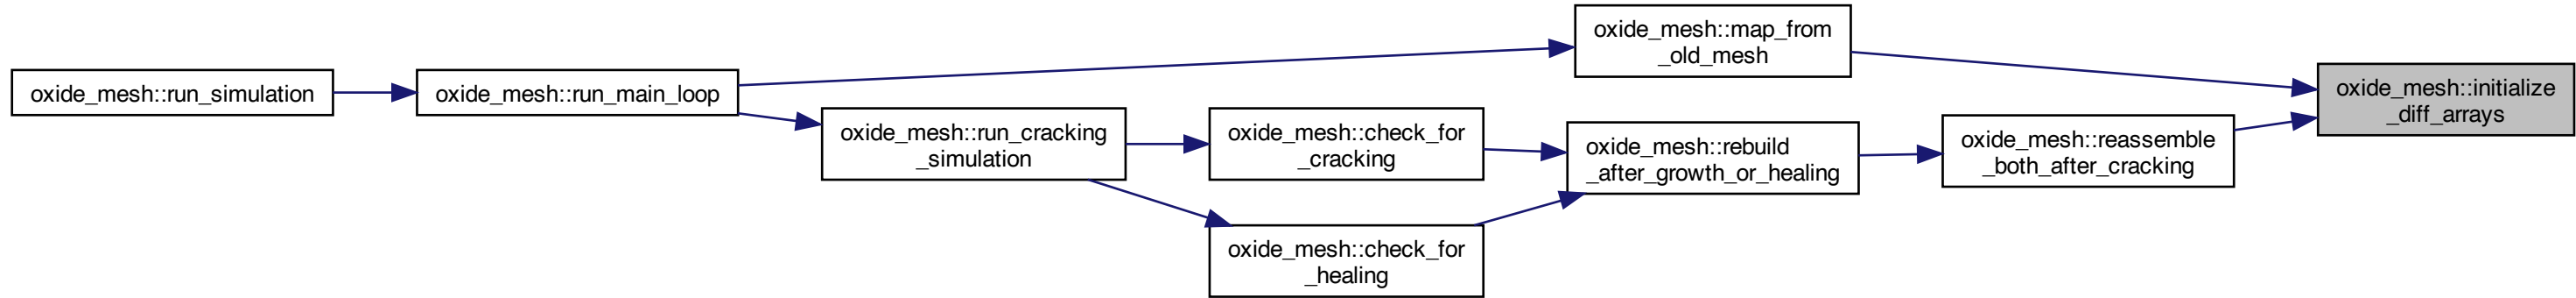 oxide_mesh::run_simulation
oxide_mesh::run_main_loop
oxide_mesh::map_from
_old_mesh
oxide_mesh::run_cracking
_simulation
oxide_mesh::check_for
_cracking
oxide_mesh::check_for
_healing
oxide_mesh::rebuild
_after_growth_or_healing
oxide_mesh::reassemble
_both_after_cracking
oxide_mesh::initialize
_diff_arrays